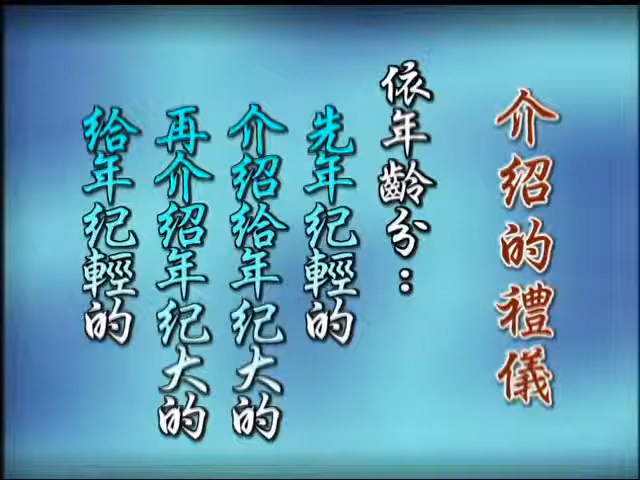 介紹的禮儀
依年齡分：
先年紀輕的
介紹給年紀大的
再介紹年紀大的
給年紀輕的